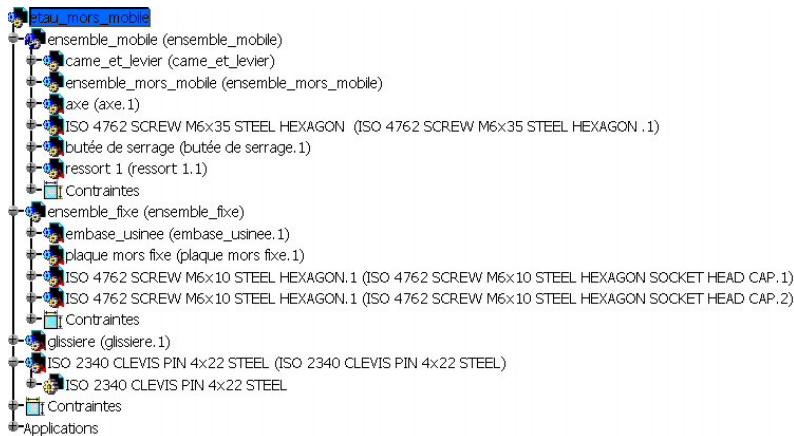 etau_mors_mobile
ensemble_mobile (ensemble_mobile)
came_et_levier (came_et_levier)
ensemble_mors_mobile (ensemble_mors_mobile)
axe (axe.1)
ISO 4762 SCREW M6x35 STEEL HEXAGON (ISO 4762 SCREW M6x35 STEEL HEXAGON .1)
butée de serrage (butée de serrage.1)
ressort 1 (ressort 1.1)
Contraintes
ensemble_fixe (ensemble_fixe)
embase_usinee (embase_usinee.1)
plaque mors fixe (plaque mors fixe.1)
ISO 4762 SCREW M6x10 STEEL HEXAGON.1 (ISO 4762 SCREW M6x10 STEEL HEXAGON SOCKET HEAD CAP.1)
ISO 4762 SCREW M6x10 STEEL HEXAGON.1 (ISO 4762 SCREW M6x10 STEEL HEXAGON SOCKET HEAD CAP.2)
Contraintes
glissiere (glissiere.1)
ISO 2340 CLEVIS PIN 4x22 STEEL (ISO 2340 CLEVIS PIN 4x22 STEEL)
ISO 2340 CLEVIS PIN 4x22 STEEL
Contraintes
Applications